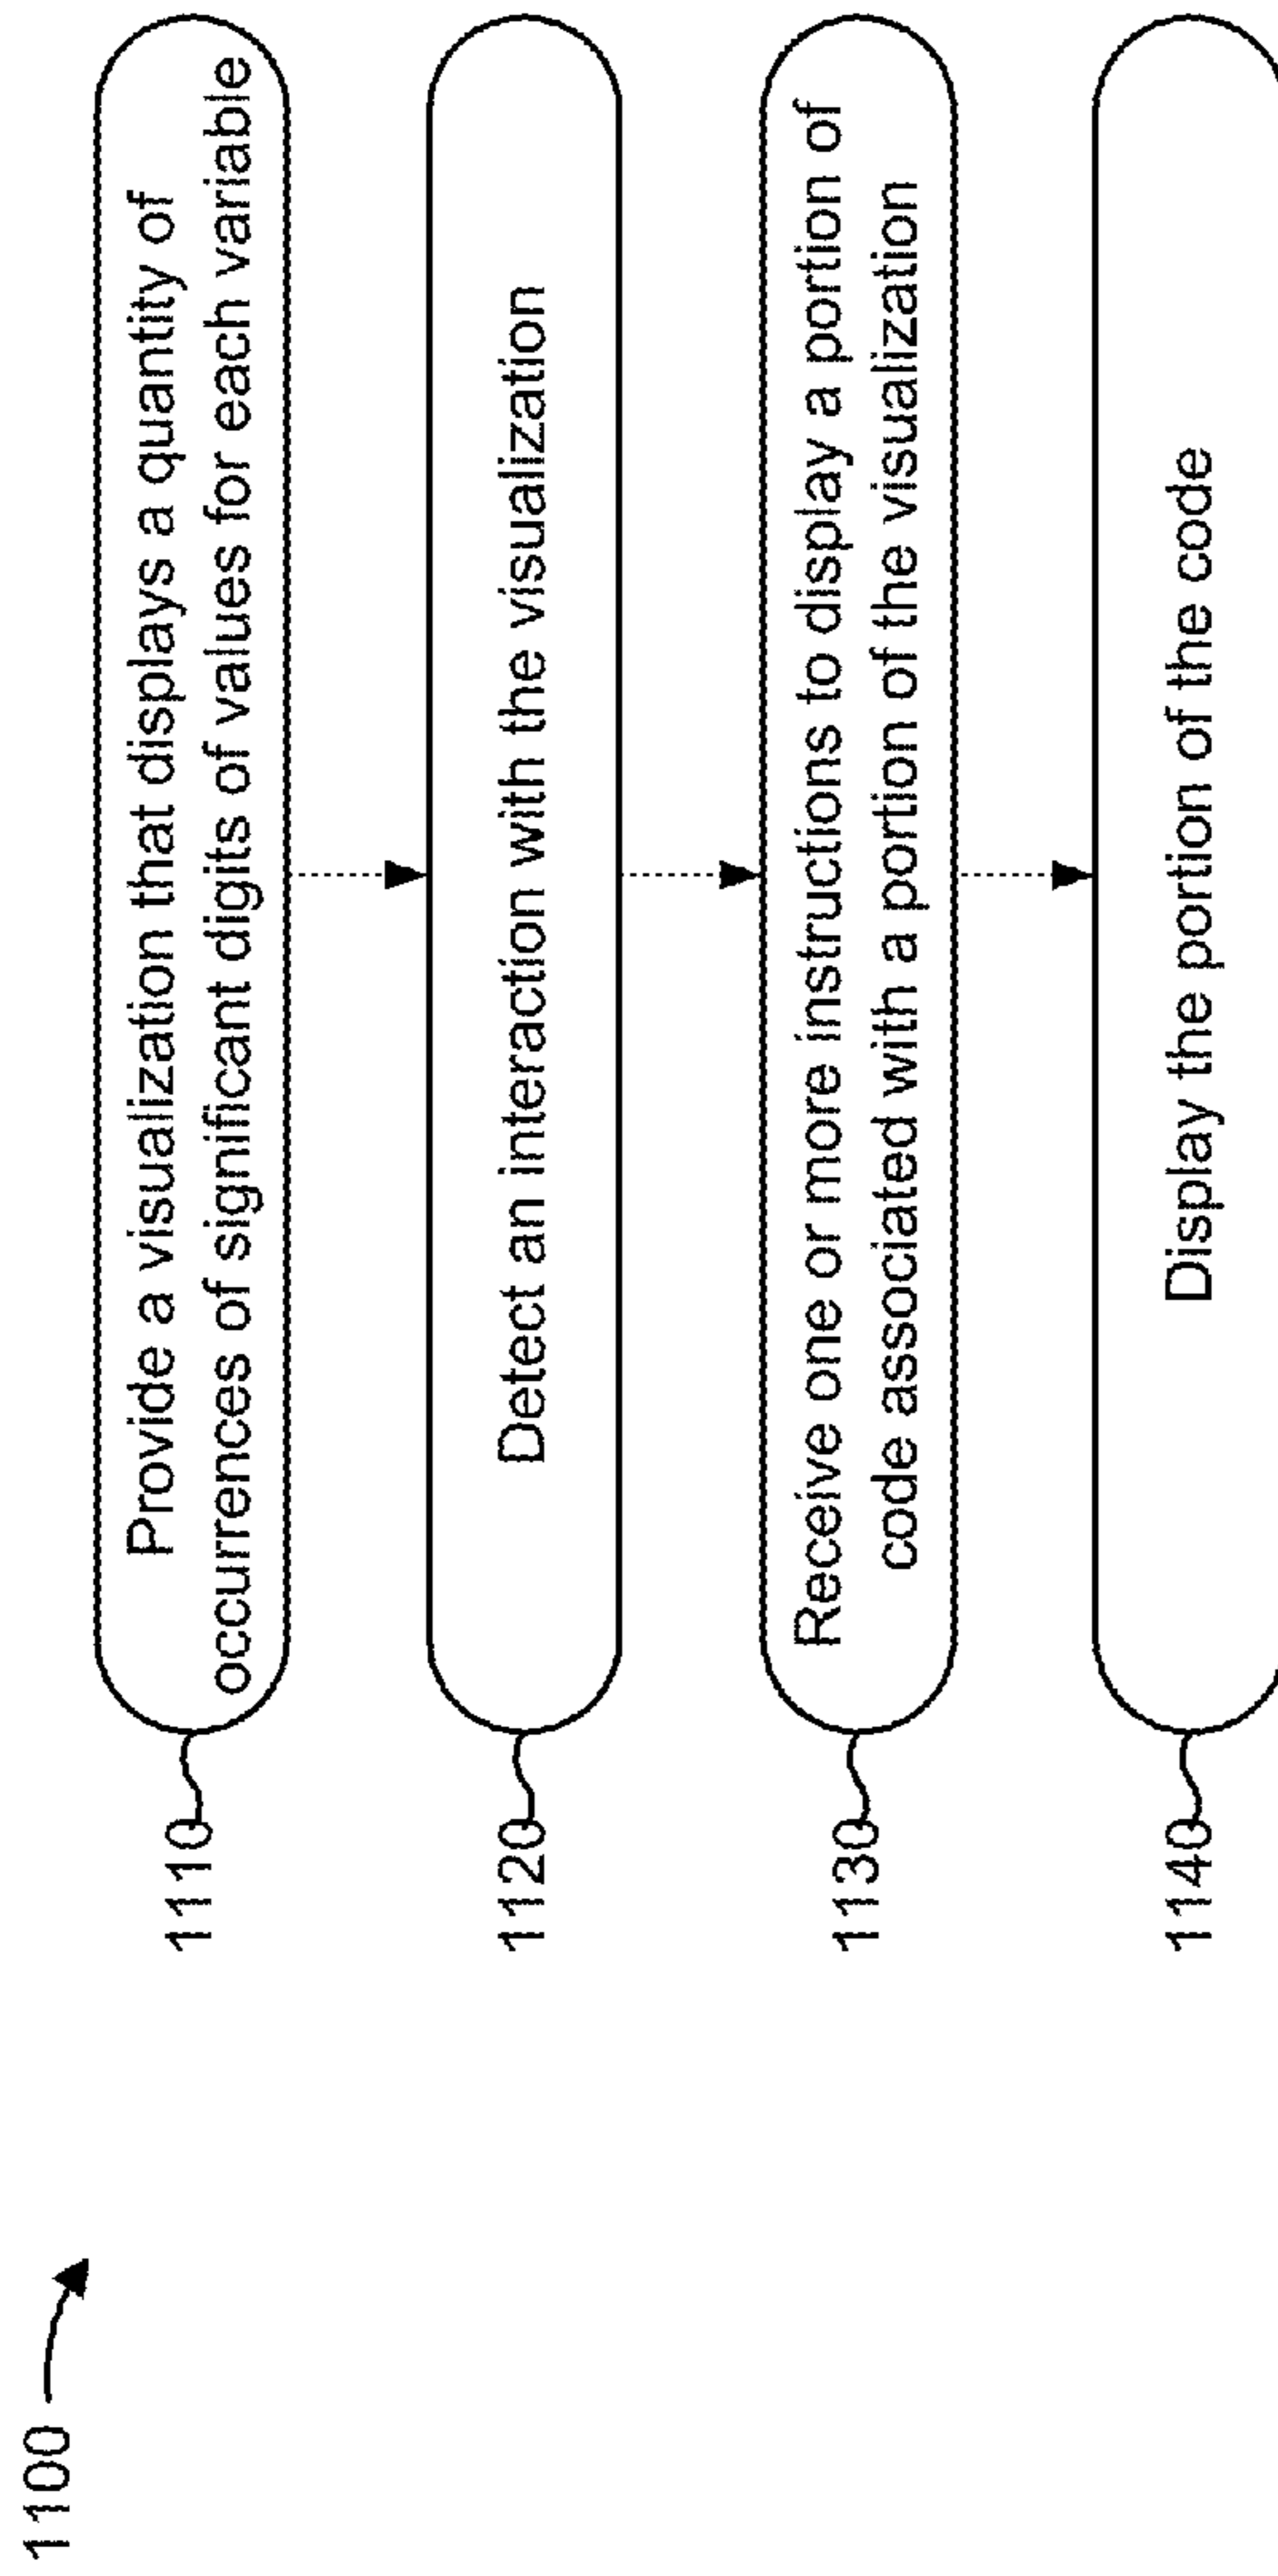 1100
1110
Provide a visualization that displays a quantity of
occurrences of significant digits of values for each variable
1120
Detect an interaction with the visualization
1130
Receive one or more instructions to display a portion of
code associated with a portion of the visualization
1140
Display the portion of the code